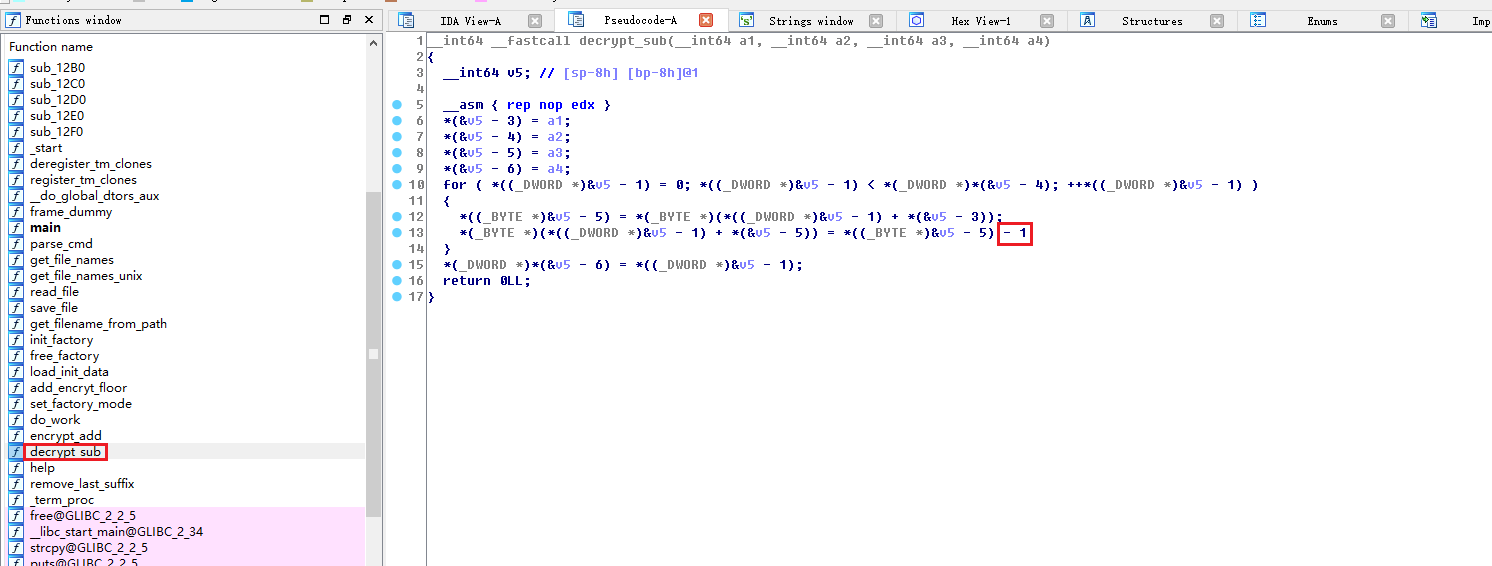 Functions window
IDA View-A
Pseudocode-A
Strings window
Hex View-1
Structures
Enums
Imp
Function name
sub_12B0
sub_12C0
sub_12D0
sub_12E0
sub_12F0
_start
deregister_tm_clones
register_tm_clones
__do_global_dtors_aux
frame_dummy
main
parse_cmd
get_file_names
get_file_names_unix
read_file
save_file
get_filename_from_path
init_factory
free_factory
load_init_data
add_encryt_floor
set_factory_mode
do_work
encrypt_add
decrypt_sub
help
remove_last_suffix
_term_proc
free@GLIBC_2_2_5
__libc_start_main@GLIBC_2_34
strcpy@GLIBC_2_2_5
puts@GLIBC_2_2_5
1 __int64 __fastcall decrypt_sub(__int64 a1, __int64 a2, __int64 a3, __int64 a4)
2 {
3 __int64 v5; // [sp-8h] [bp-8h]@1
4
5 __asm { rep nop edx }
6 *(&v5 - 3) = a1;
7 *(&v5 - 4) = a2;
8 *(&v5 - 5) = a3;
9 *(&v5 - 6) = a4;
10 for ( *((_DWORD *)&v5 - 1) = 0; *((_DWORD *)&v5 - 1) < *(_DWORD *)*(&v5 - 4); ++*((_DWORD *)&v5 - 1) )
11 {
12 *((_BYTE *)&v5 - 5) = *(_BYTE *)(*((_DWORD *)&v5 - 1) + *(&v5 - 3));
13 *(_BYTE *)(*((_DWORD *)&v5 - 1) + *(&v5 - 5)) = *((_BYTE *)&v5 - 5) - 1
14 }
15 *(_DWORD *)*(&v5 - 6) = *((_DWORD *)&v5 - 1);
16 return 0LL;
17 }